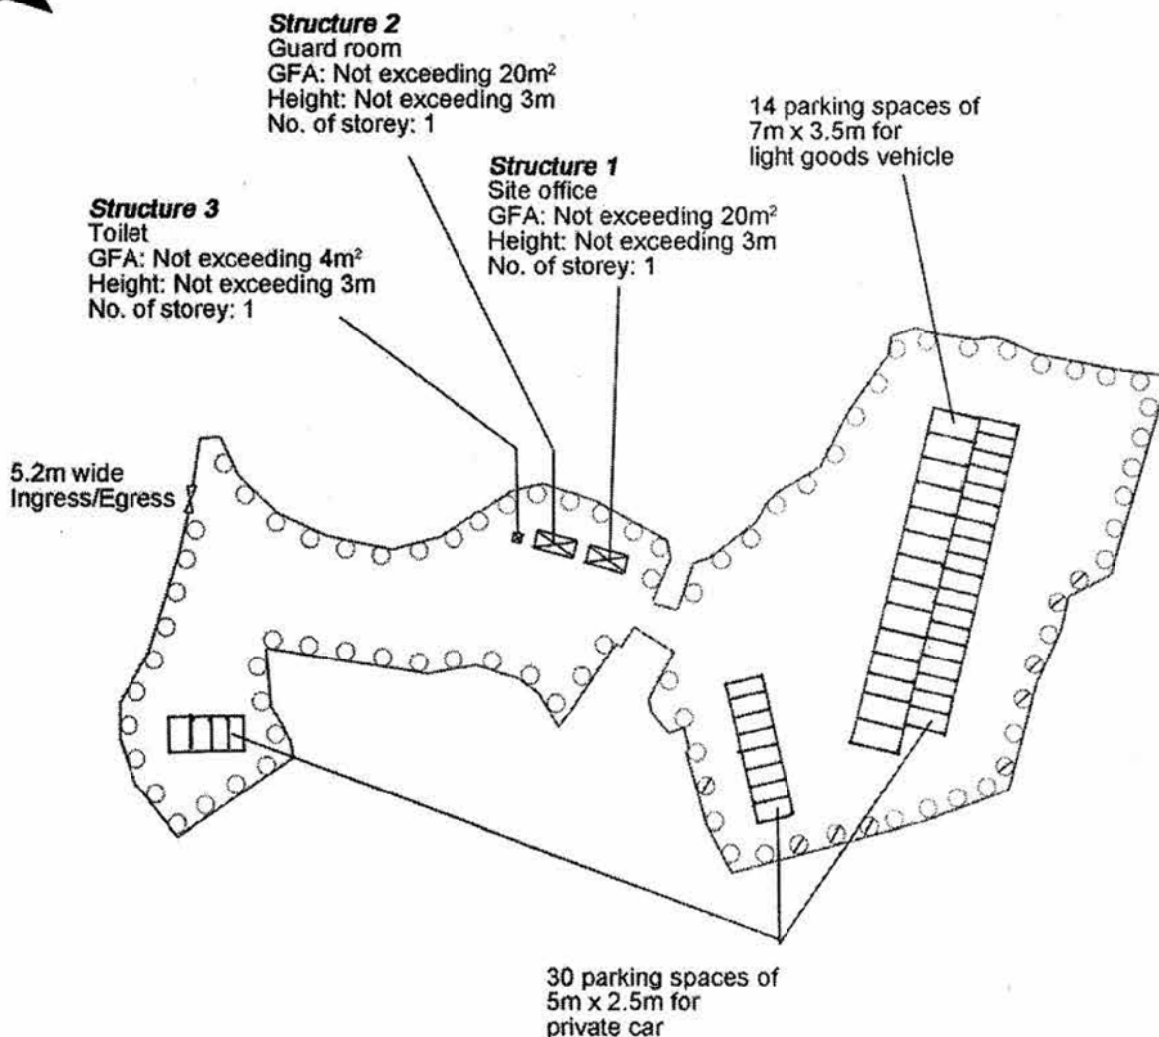 Structure 2
Guard room
GFA: Not exceeding 20m²
Height: Not exceeding 3m
No. of storey: 1
14 parking spaces of
7m x 3.5m for
light goods vehicle
Structure 1
Site office
GFA: Not exceeding 20m²
Height: Not exceeding 3m
No. of storey: 1
Structure 3
Toilet
GFA: Not exceeding 4m²
Height: Not exceeding 3m
No. of storey: 1
5.2m wide
Ingress/Egress
30 parking spaces of
5m x 2.5m for
private car